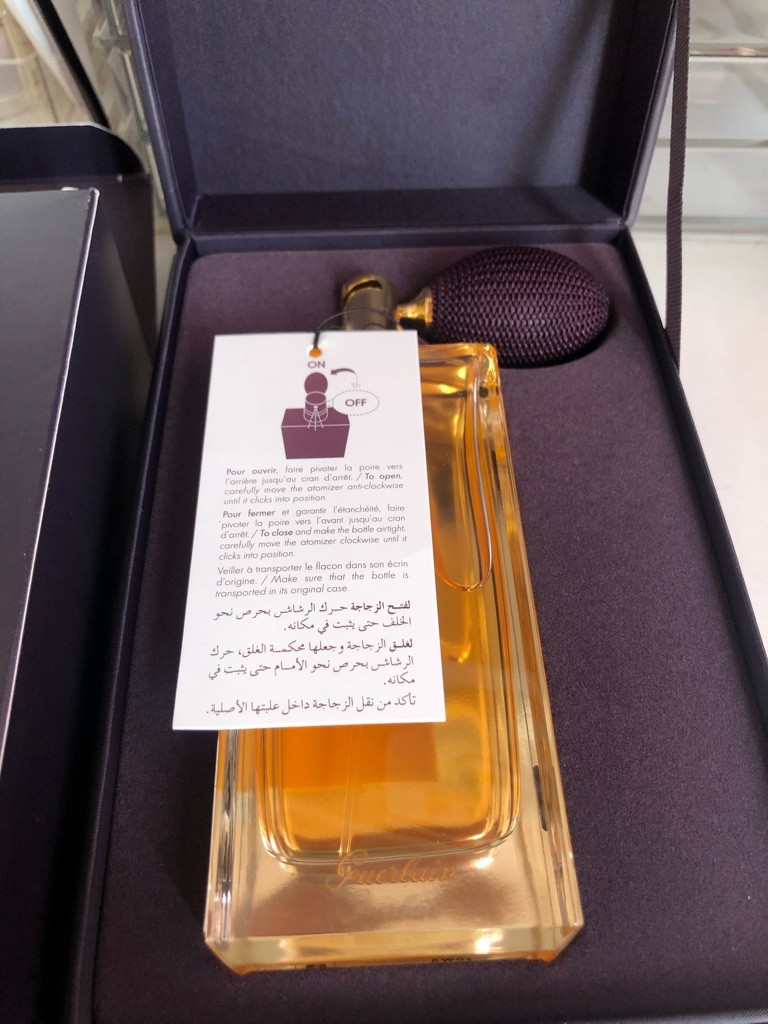 ON
OFF
Pour ouvrir, faire pivoter la poire vers
l'arrière jusqu'au cran d'arrêt. / To open,
carefully move the atomizer anti-clockwise
until it clicks into position.
Pour fermer et garantir l'étanchéité, faire
pivoter la poire vers l'avant jusqu'au cran
d'arrêt. / To close and make the bottle airtight,
carefully move the atomizer clockwise until it
clicks into position.
Veiller à transporter le flacon dans son écrin
d'origine. / Make sure that the bottle is
transported in its original case.
لفتح الزجاجة حرك الرشاش بحرص نحو
الخلف حتى يثبت في مكانه.
لغلق الزجاجة وجعلها محكمة الغلق، حرك
الرشاش بحرص نحو الأمام حتى يثبت في
مكانه.
تأكد من نقل الزجاجة داخل علبتها الأصلية.
Guerlain